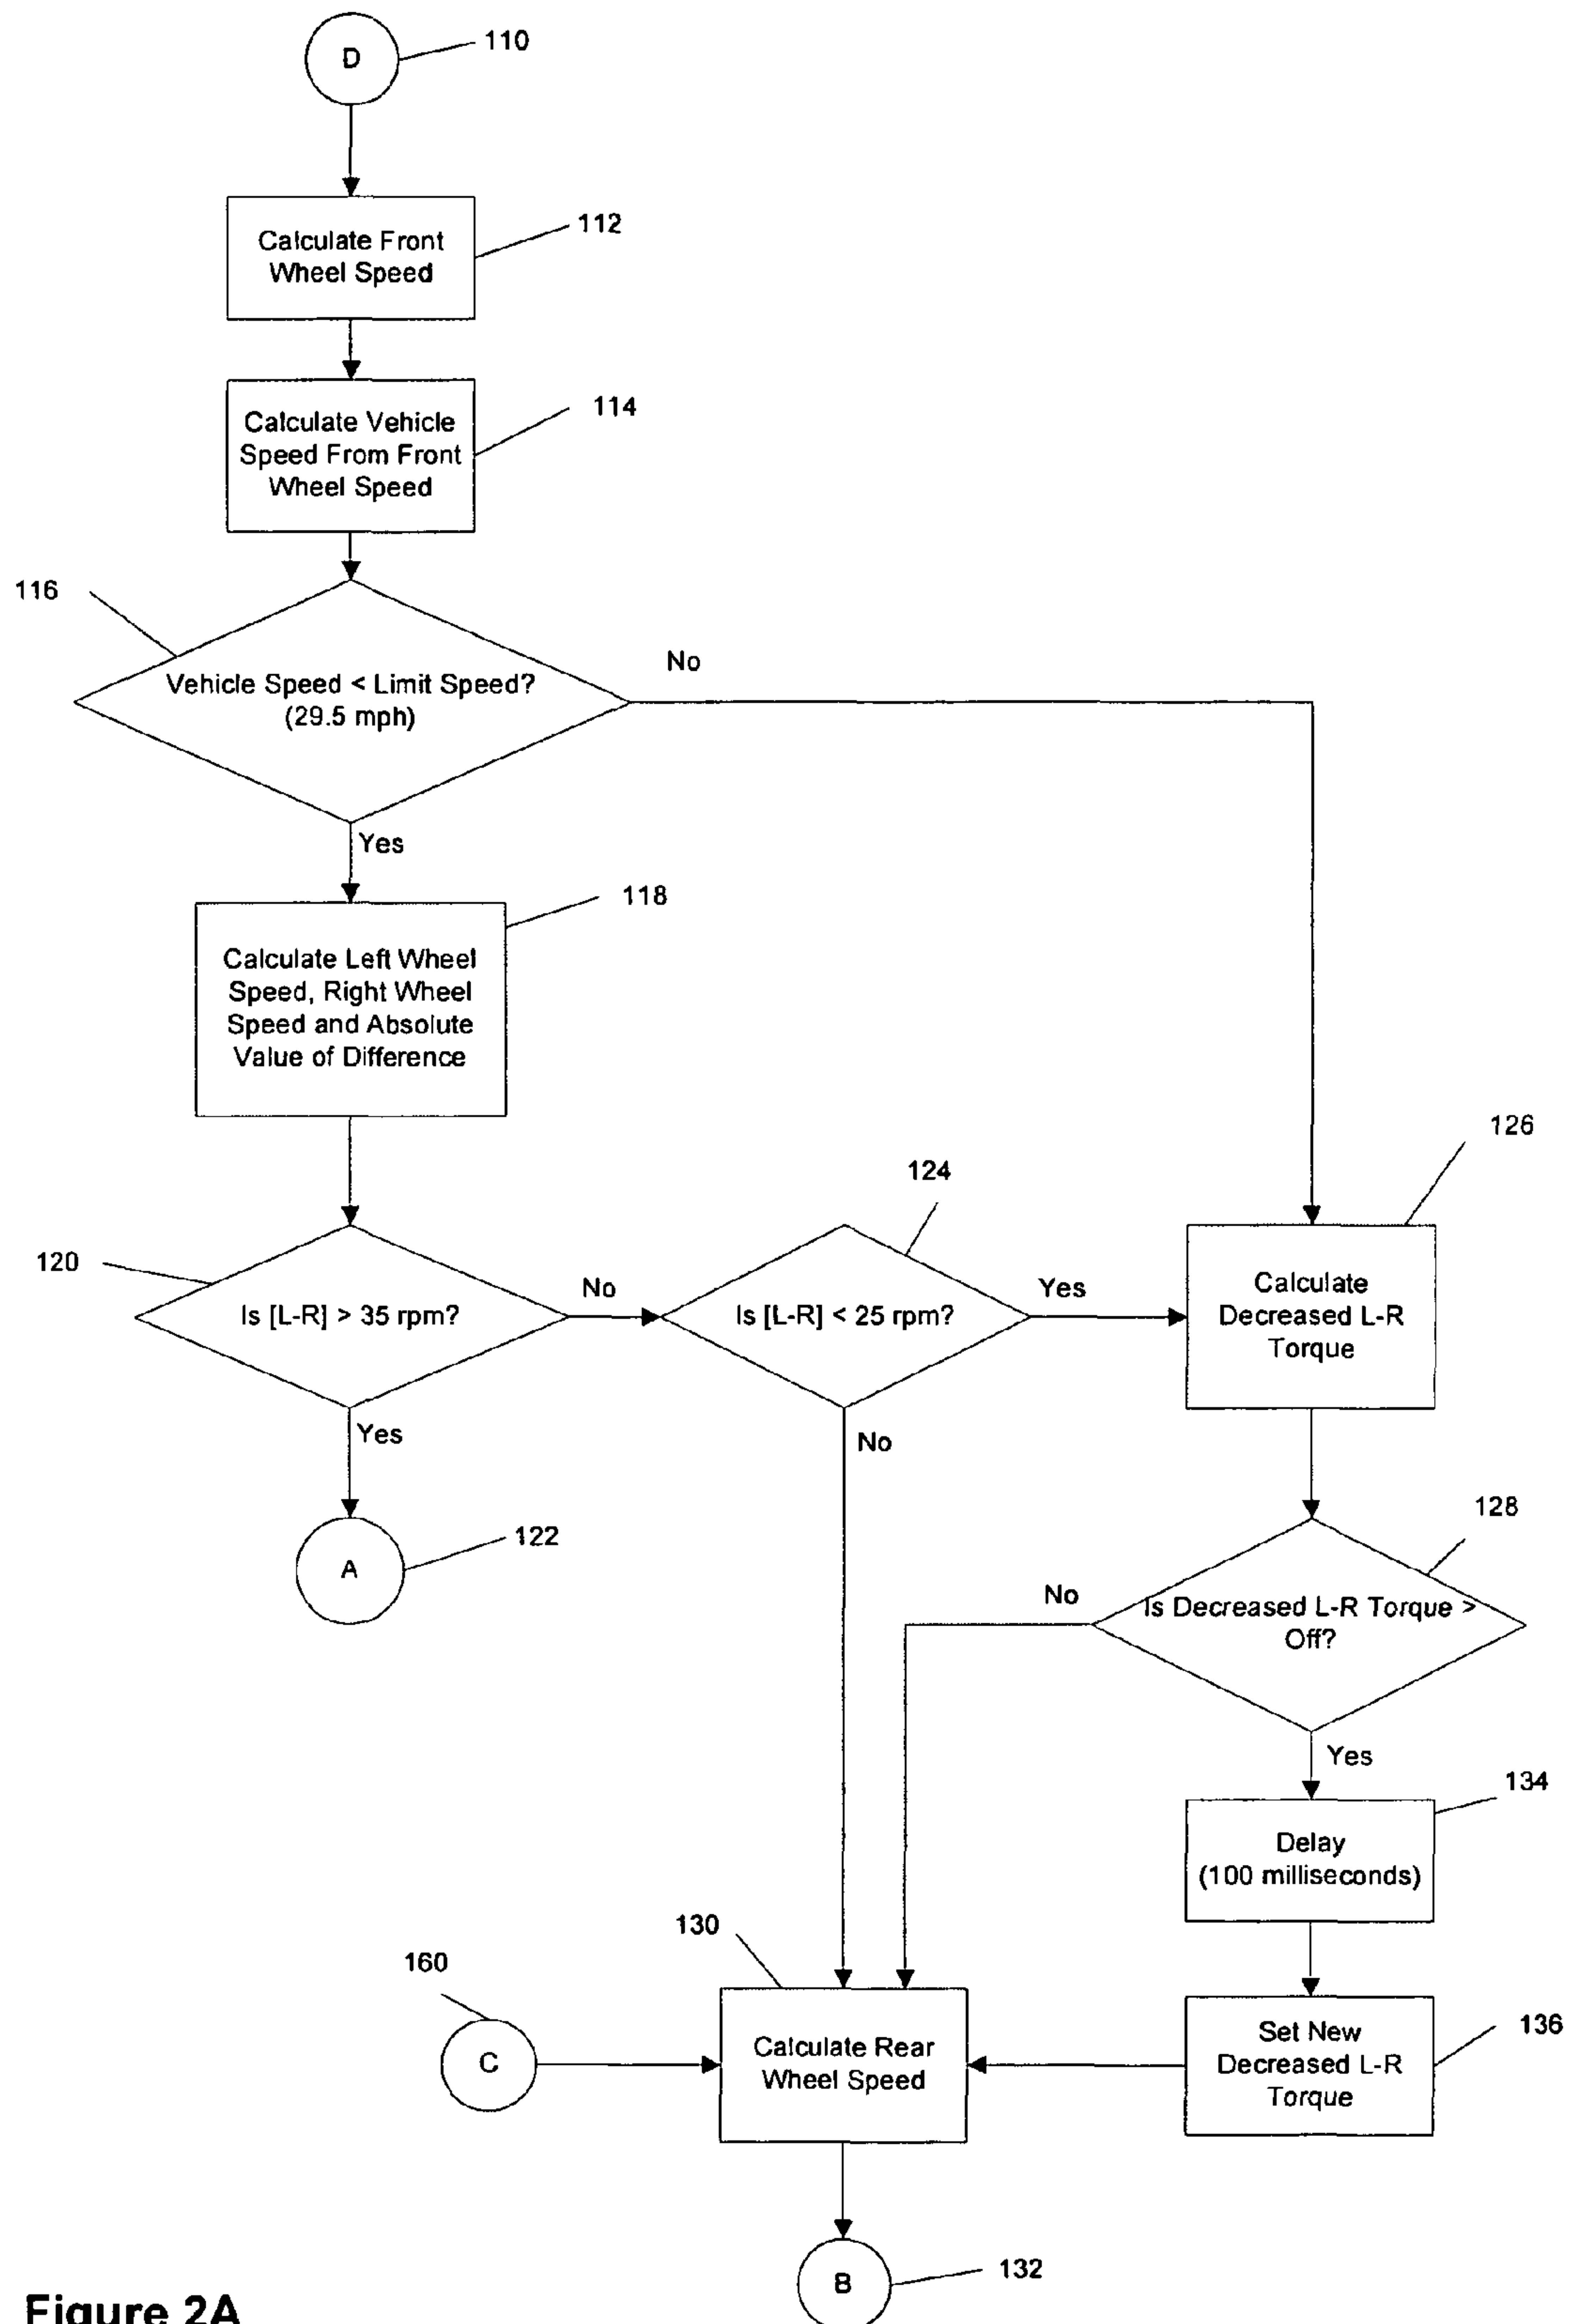 D
110
Calculate Front
Wheel Speed
112
Calculate Vehicle
Speed From Front
Wheel Speed
114
116
Vehicle Speed < Limit Speed?
(29.5 mph)
No
Yes
118
Calculate Left Wheel
Speed, Right Wheel
Speed and Absolute
Value of Difference
120
Is [L-R] > 35 rpm?
No
Yes
A
122
124
Is [L-R] < 25 rpm?
Yes
No
126
Calculate
Decreased L-R
Torque
128
Is Decreased L-R Torque >
Off?
No
Yes
134
Delay
(100 milliseconds)
136
Set New
Decreased L-R
Torque
130
Calculate Rear
Wheel Speed
160
C
B
132
Figure 2A